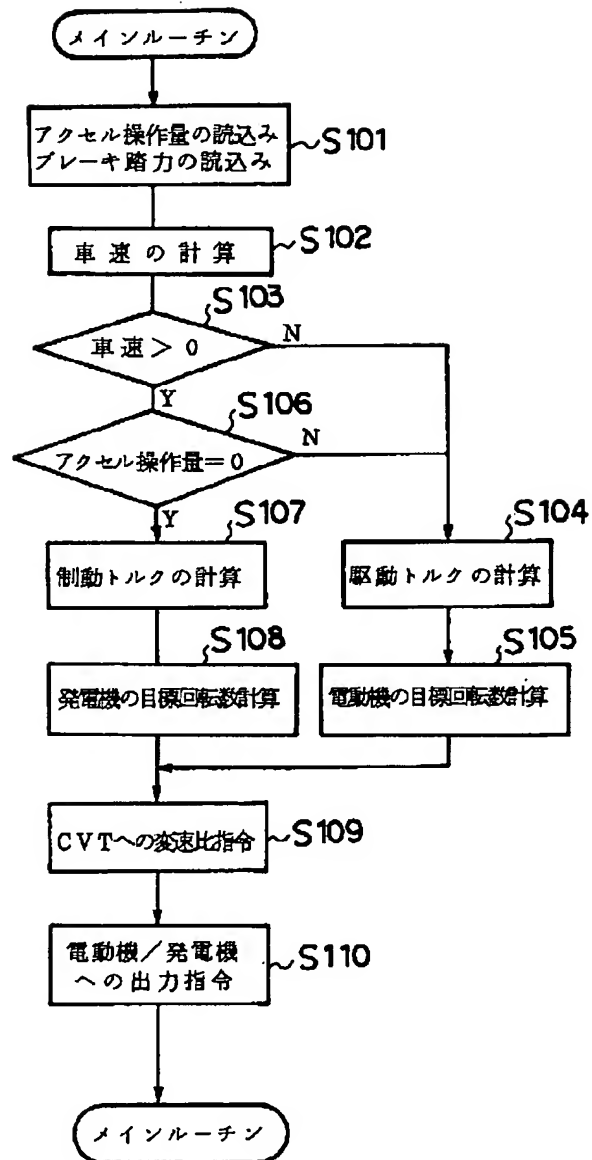 メインルーチン
アクセル操作量の読込み
ブレーキ踏力の読込み
S101
車速の計算
S102
S103
車速＞0
N
Y
S106
アクセル操作量＝0
N
Y
S107
制動トルクの計算
S104
駆動トルクの計算
S108
発電機の目標回転数計算
S105
電動機の目標回転数計算
CVTへの変速比指令
S109
電動機／発電機
への出力指令
S110
メインルーチン